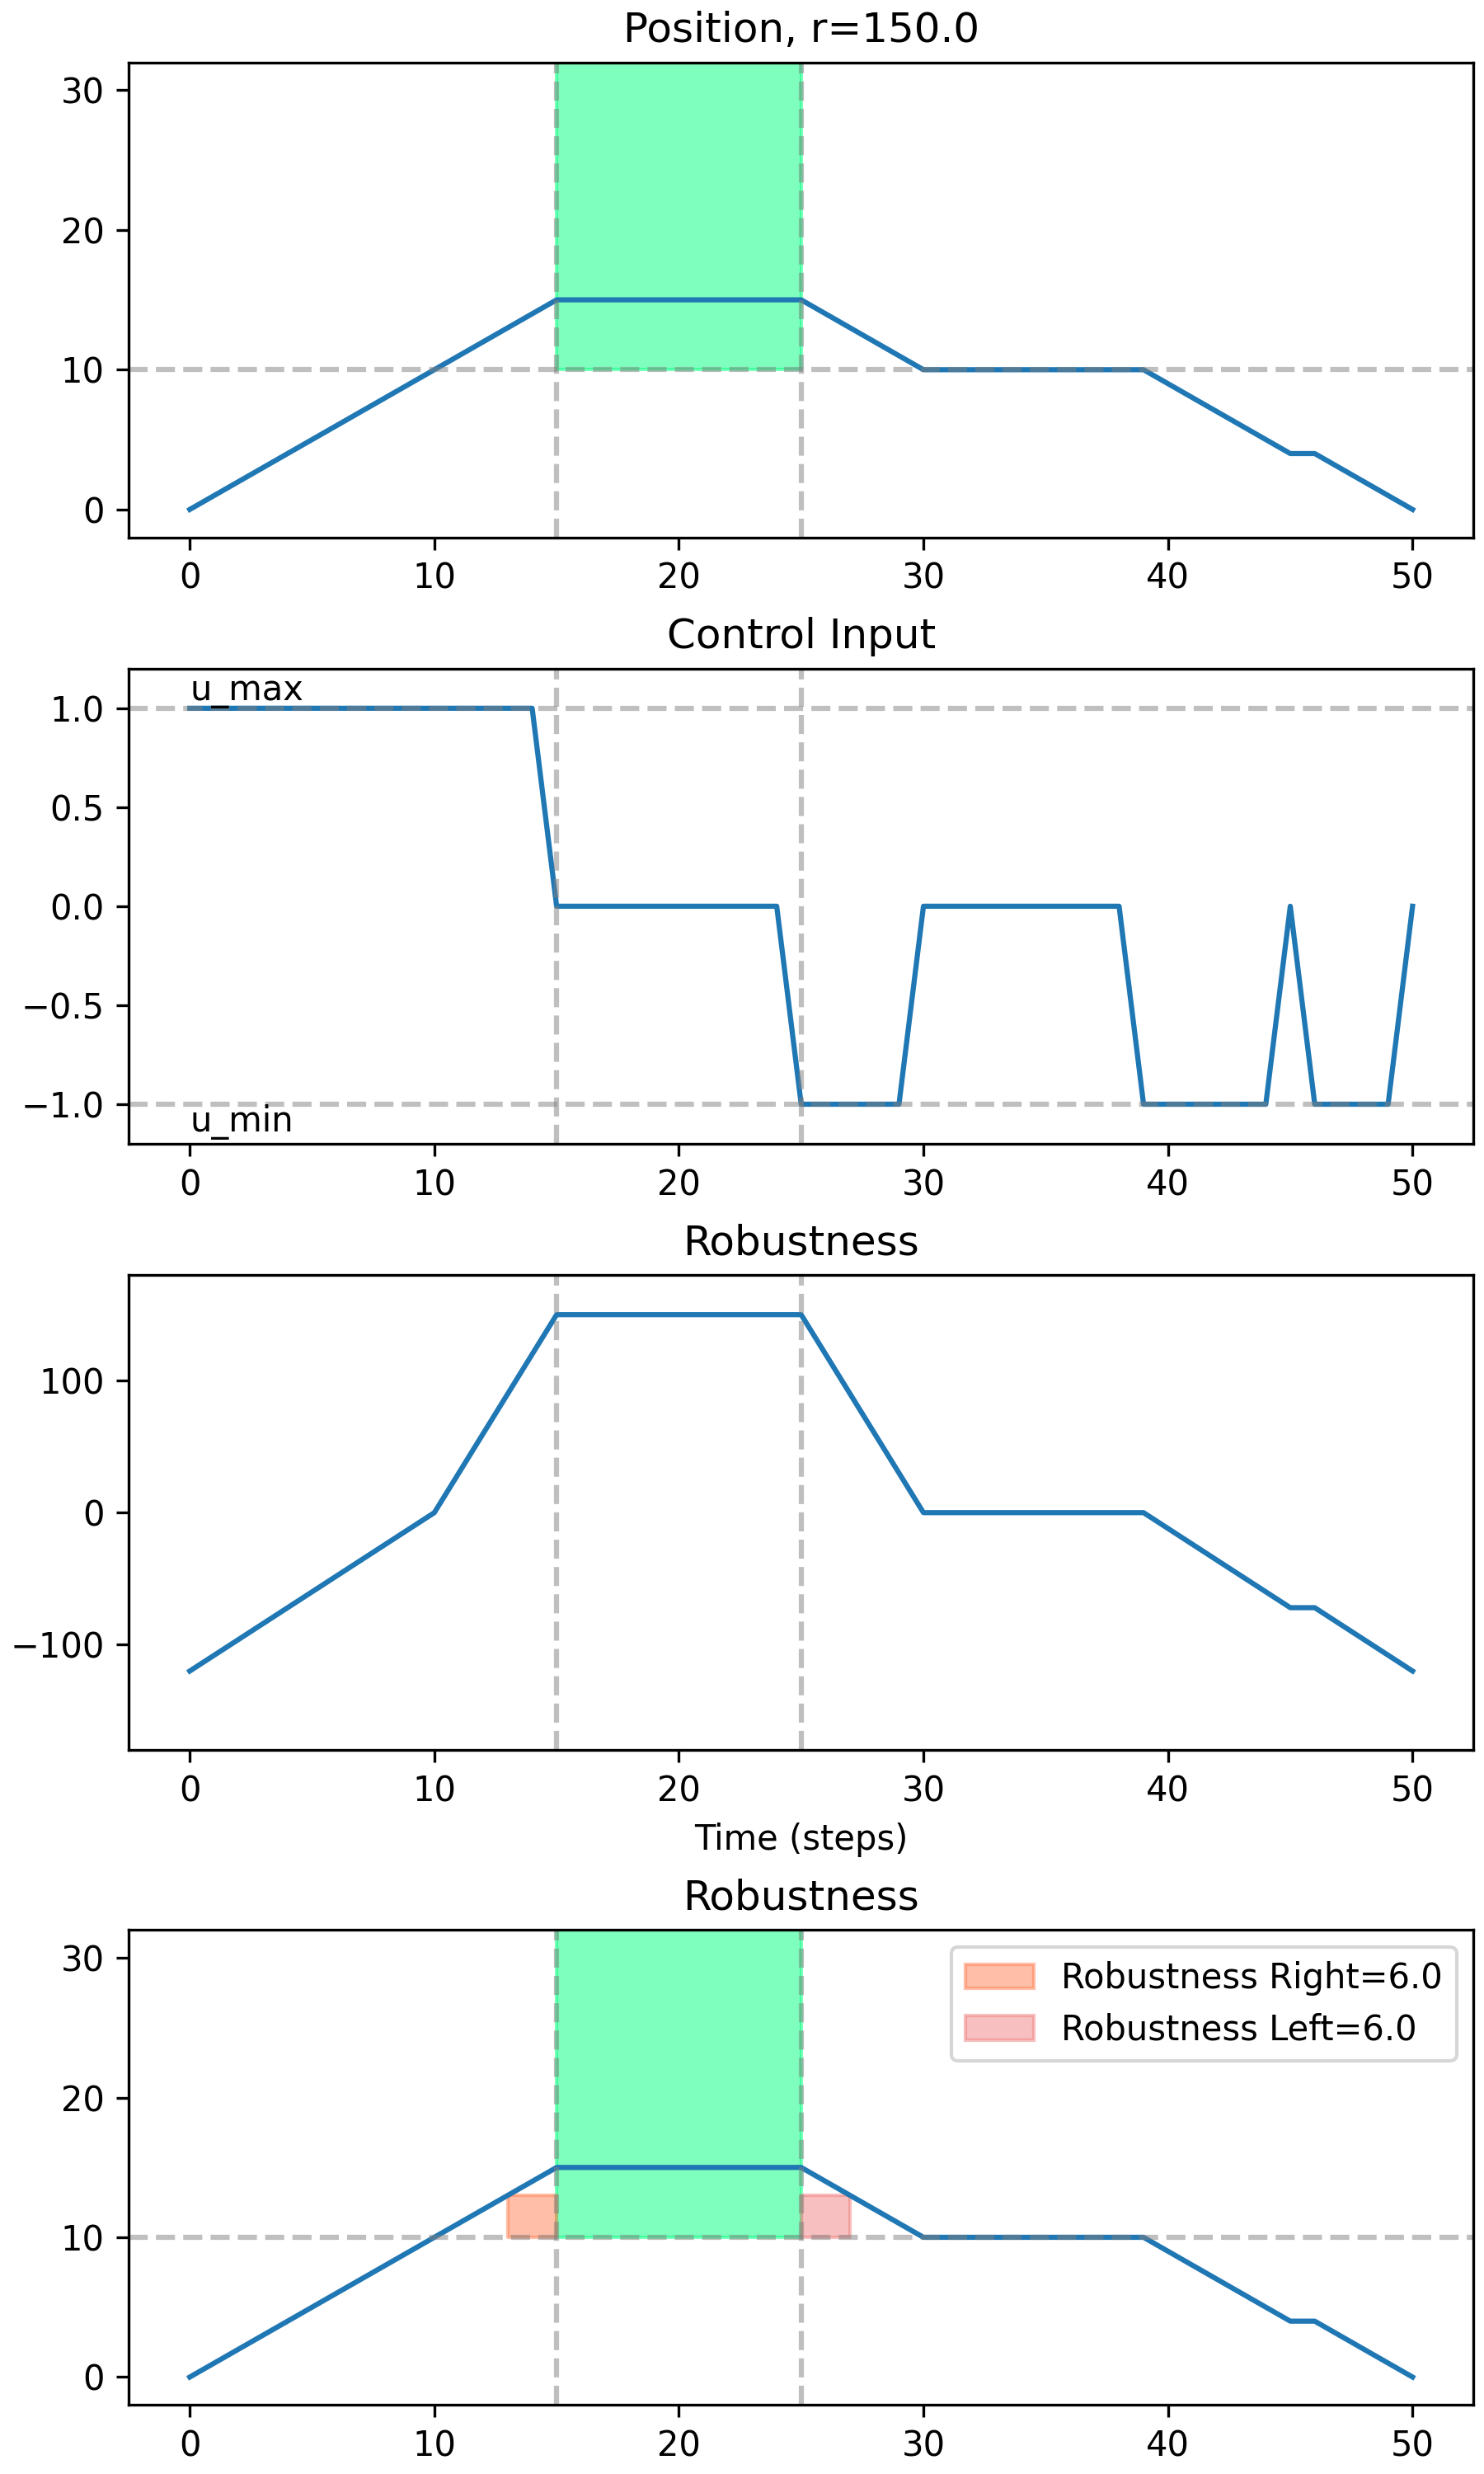 Position, r=150.0
30
20
10
0
0 10 20 30 40 50
Control Input
u_max
1.0
0.5
0.0
−0.5
−1.0
u_min
0 10 20 30 40 50
Robustness
100
0
−100
0 10 20 30 40 50
Time (steps)
Robustness
30
Robustness Right=6.0
Robustness Left=6.0
20
10
0
0 10 20 30 40 50